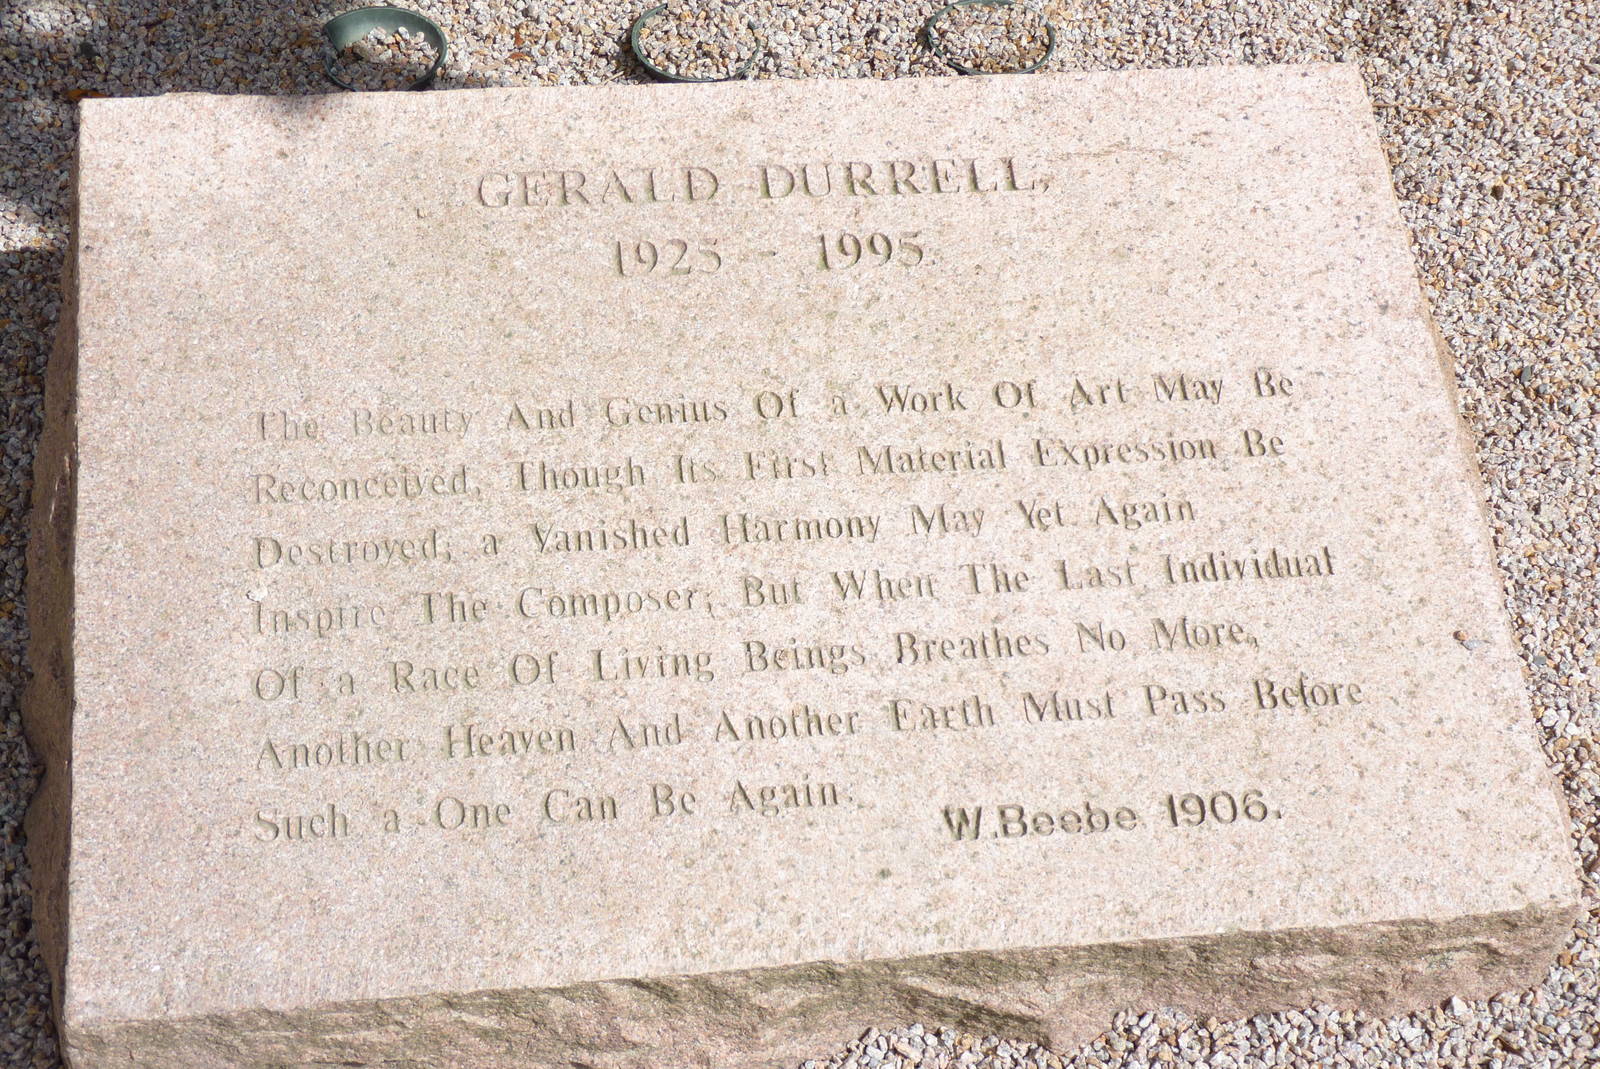 GERALD DURRELL,
1925 - 1995.
The Beauty And Genius Of a Work Of Art May Be
Reconceived, Though Its First Material Expression Be
Destroyed; a Vanished Harmony May Yet Again
Inspire The Composer; But When The Last Individual
Of a Race Of Living Beings Breathes No More,
Another Heaven And Another Earth Must Pass Before
Such a One Can Be Again.
W.Beebe 1906.